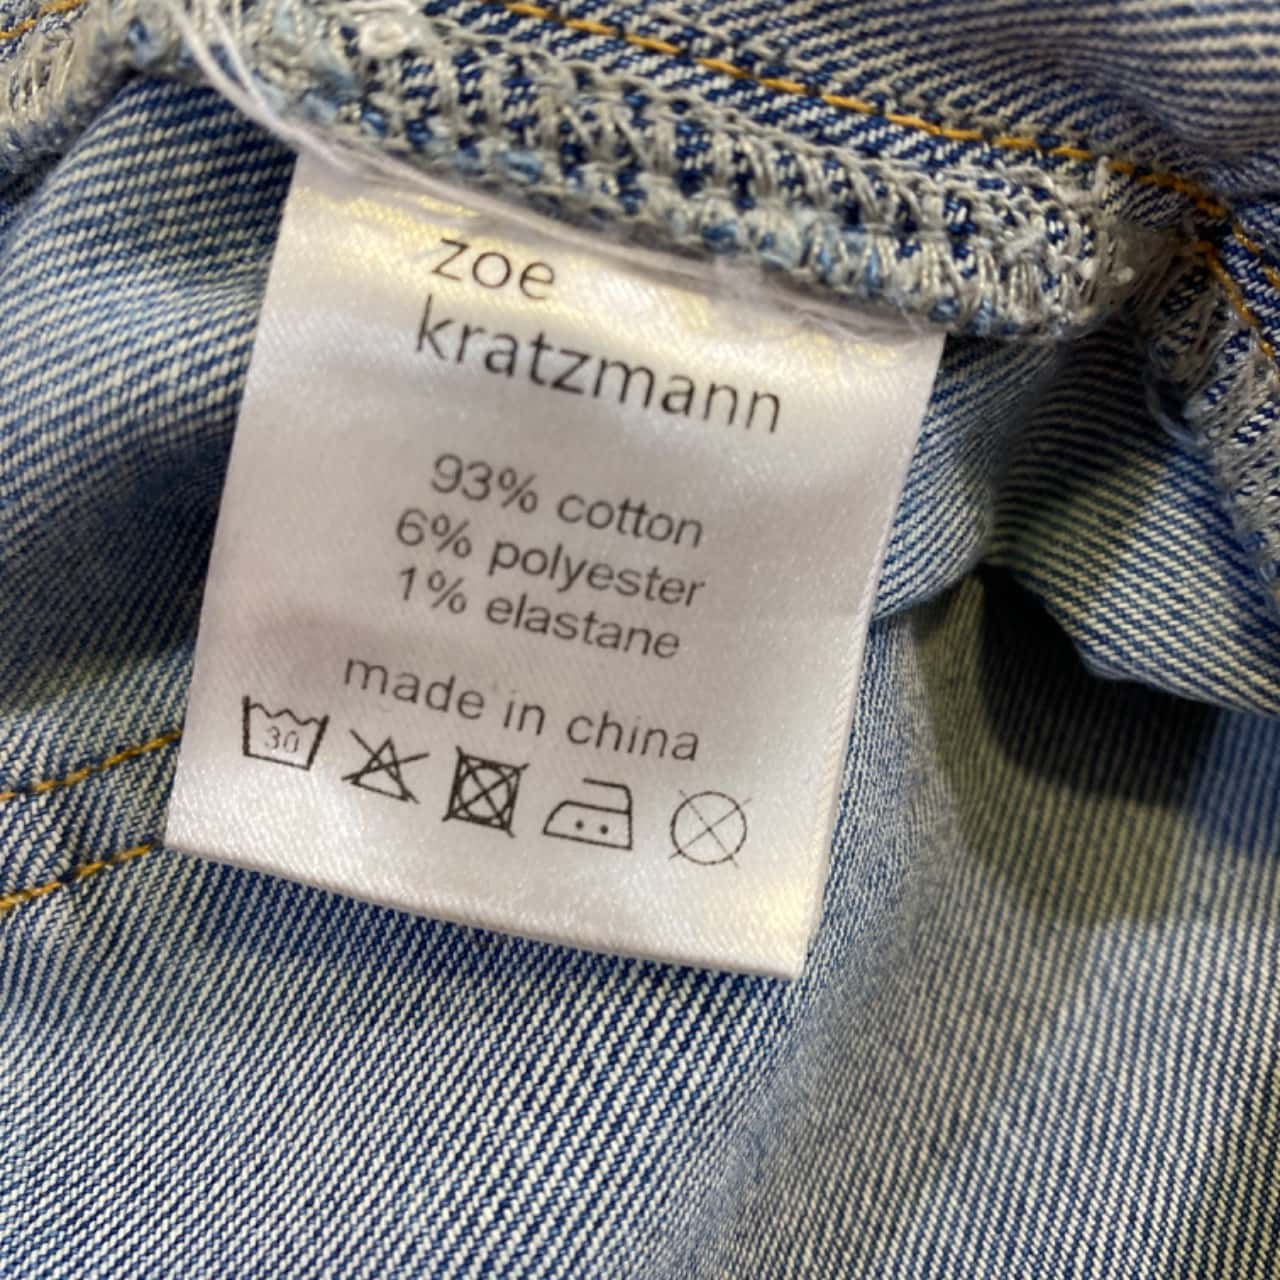 zoe
kratzmann
93% cotton
6% polyester
1% elastane
made in china
30